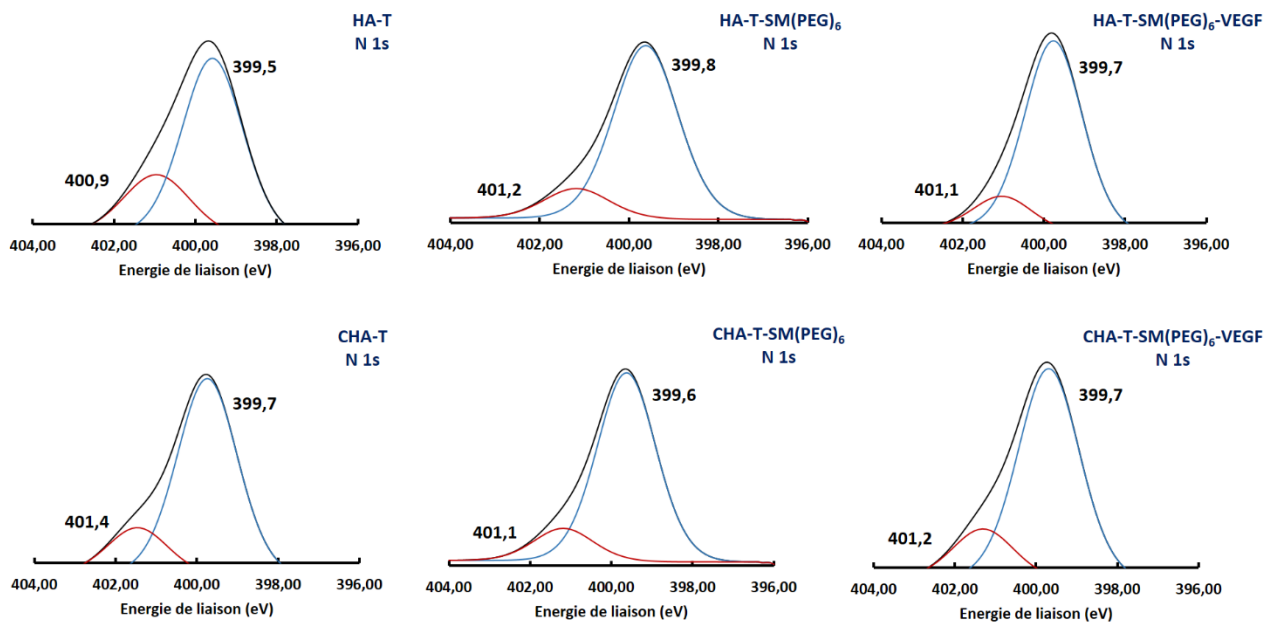 HA-T
N 1s
399,5
400,9
404,00 402,00 400,00 398,00 396,00
Energie de liaison (eV)
HA-T-SM(PEG)₆
N 1s
399,8
401,2
404,00 402,00 400,00 398,00 396,00
Energie de liaison (eV)
HA-T-SM(PEG)₆-VEGF
N 1s
399,7
401,1
404,00 402,00 400,00 398,00 396,00
Energie de liaison (eV)
CHA-T
N 1s
399,7
401,4
404,00 402,00 400,00 398,00 396,00
Energie de liaison (eV)
CHA-T-SM(PEG)₆
N 1s
399,6
401,1
404,00 402,00 400,00 398,00 396,00
Energie de liaison (eV)
CHA-T-SM(PEG)₆-VEGF
N 1s
399,7
401,2
404,00 402,00 400,00 398,00 396,00
Energie de liaison (eV)